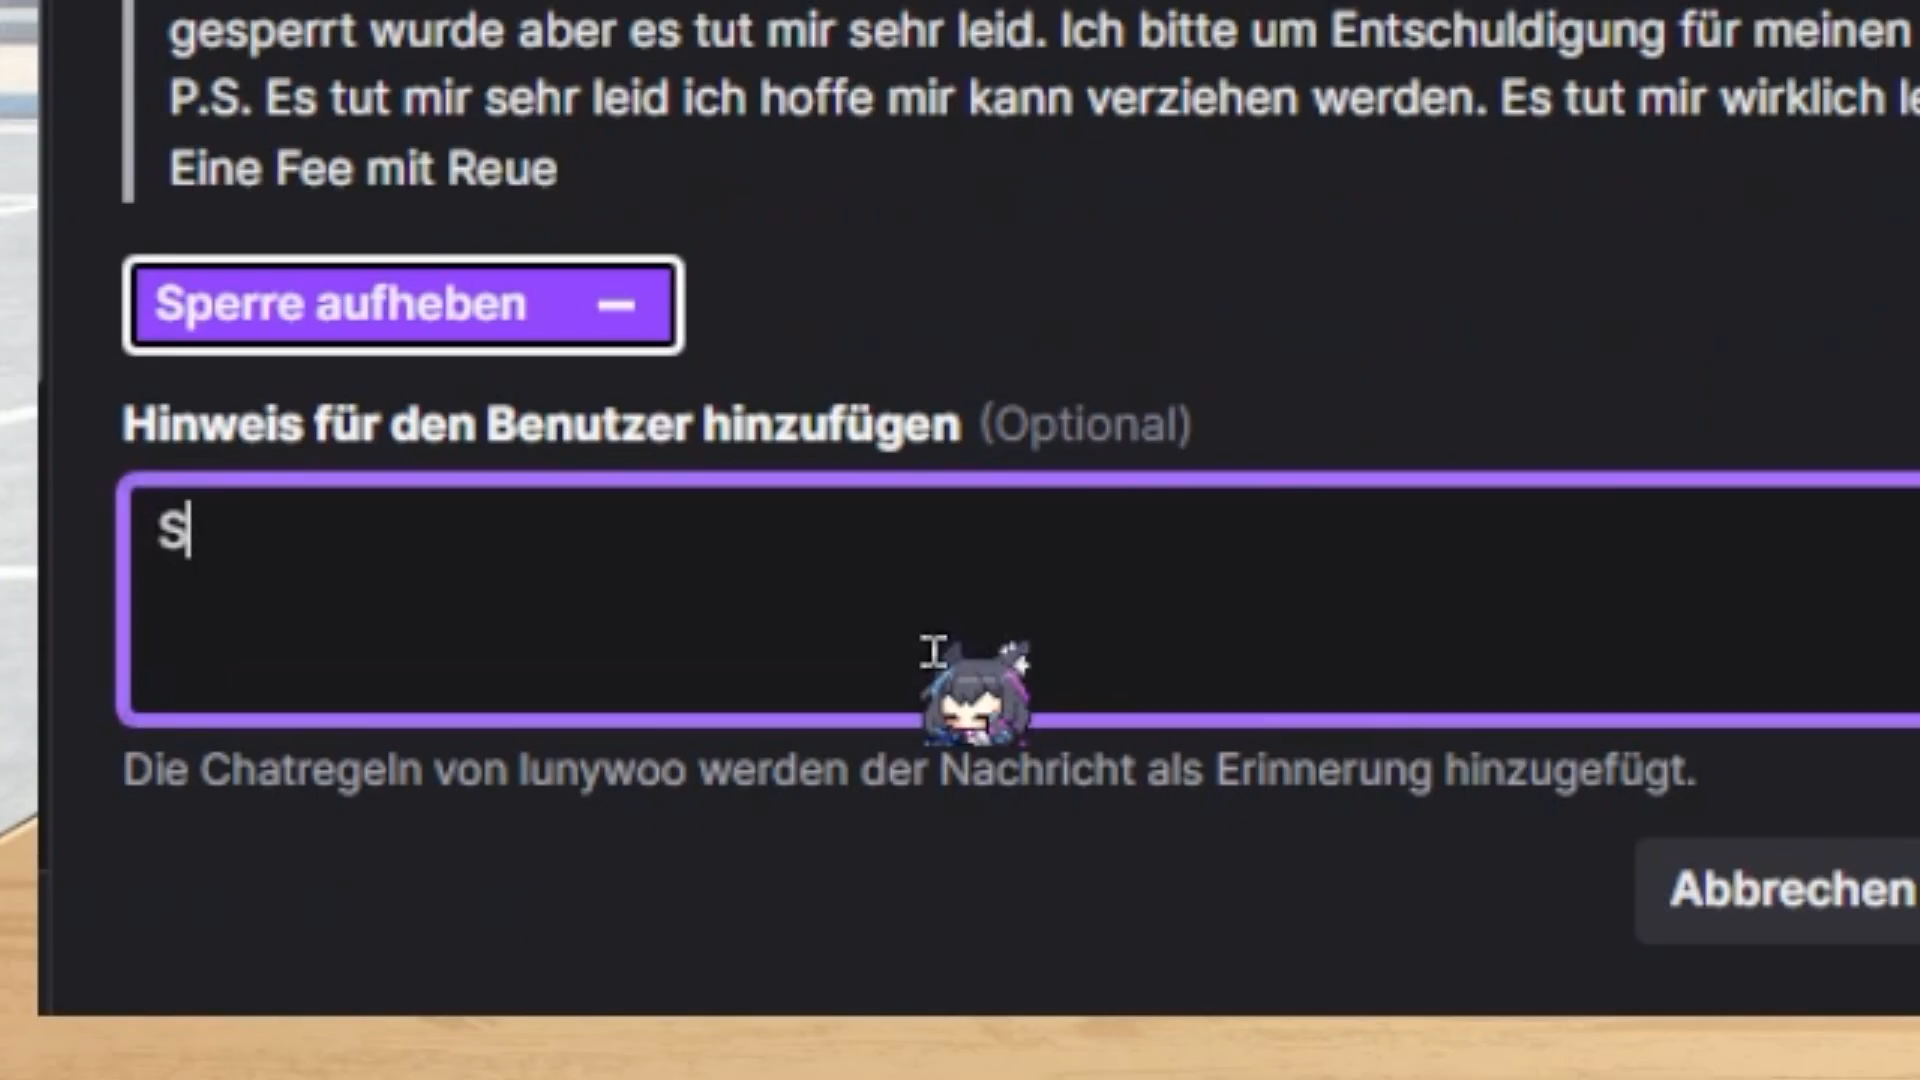 gesperrt wurde aber es tut mir sehr leid. Ich bitte um Entschuldigung für meinen
P.S. Es tut mir sehr leid ich hoffe mir kann verziehen werden. Es tut mir wirklich
Eine Fee mit Reue
Sperre aufheben
Hinweis für den Benutzer hinzufügen (Optional)
S
Die Chatregeln von lunywoo werden der Nachricht als Erinnerung hinzugefügt.
Abbrechen